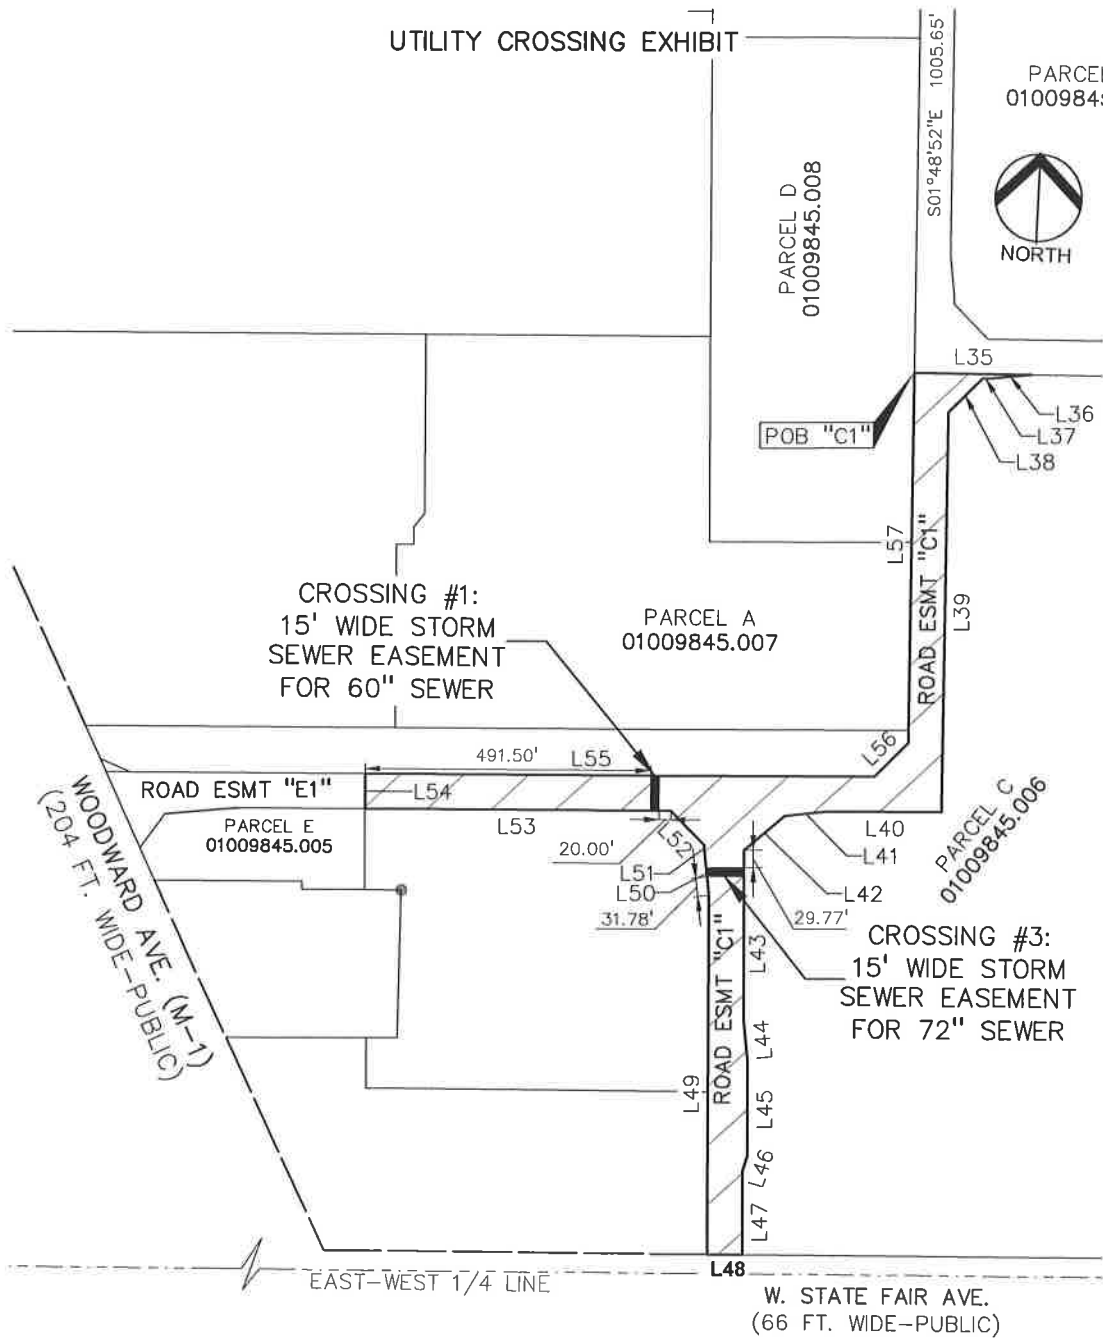 UTILITY CROSSING EXHIBIT
S01°48'52"E 1005.65'
PARCEL
PARCEL D
01009845.008
NORTH
L35
L36
L37
L38
POB "C1"
L57
ROAD ESMT "C1"
L39
CROSSING #1:
15' WIDE STORM
SEWER EASEMENT
FOR 60" SEWER
PARCEL A
01009845.007
L56
491.50'
L55
ROAD ESMT "E1"
L54
L53
PARCEL E
01009845.005
WOODWARD AVE. (M-1)
(204 FT. WIDE-PUBLIC)
20.00'
L52
L51
L50
31.78'
L40
L41
L42
29.77'
PARCEL C
01009845.006
CROSSING #3:
15' WIDE STORM
SEWER EASEMENT
FOR 72" SEWER
L43
ROAD ESMT "C1"
L44
L49
L45
L46
L47
L48
EAST-WEST 1/4 LINE
W. STATE FAIR AVE.
(66 FT. WIDE-PUBLIC)